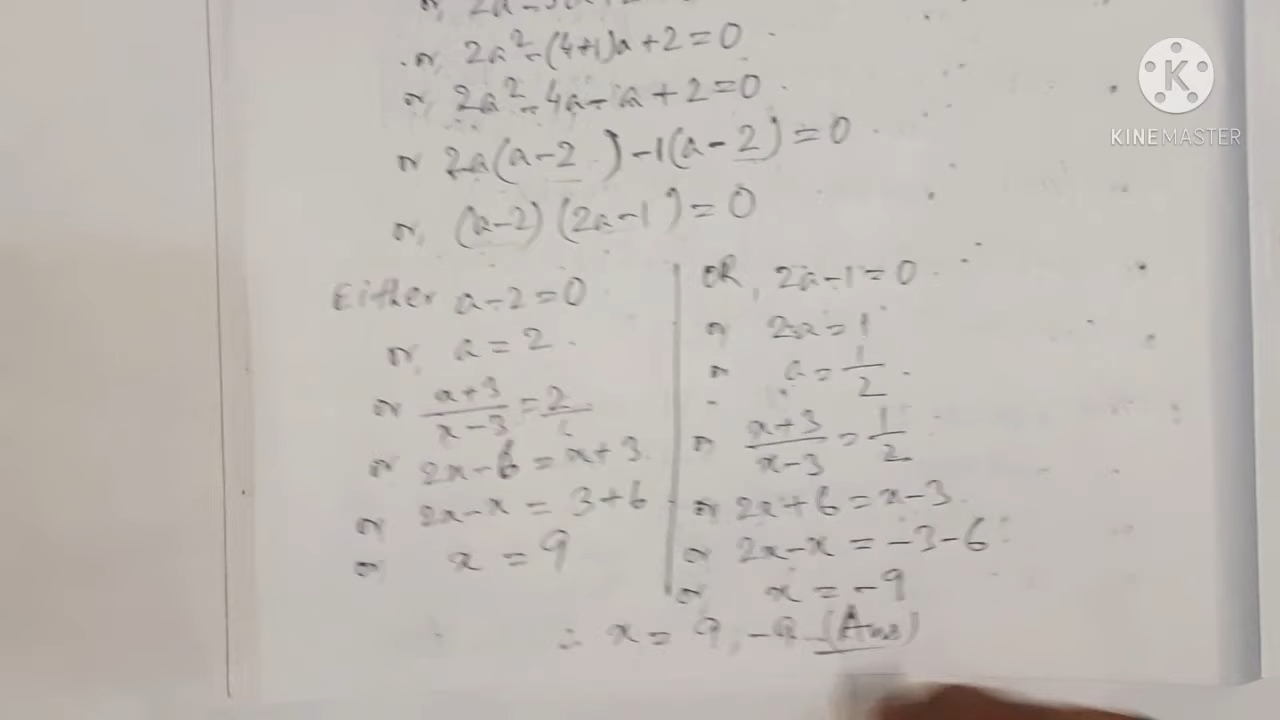 or, 2a² - (4+1)a + 2 = 0
or 2a² - 4a - a + 2 = 0
or 2a(a-2) - 1(a-2) = 0
or, (a-2) (2a-1) = 0
Either a-2 = 0
or, a = 2.
or x+3/x-3 = 2
or 2x-6 = x+3
or 2x-x = 3+6
or x = 9
OR, 2a-1 = 0
or 2a = 1
or a = 1/2.
or x+3/x-3 = 1/2
or 2x+6 = x-3
or 2x-x = -3-6
or x = -9
∴ x = 9, -9 (Ans)
KINEMASTER